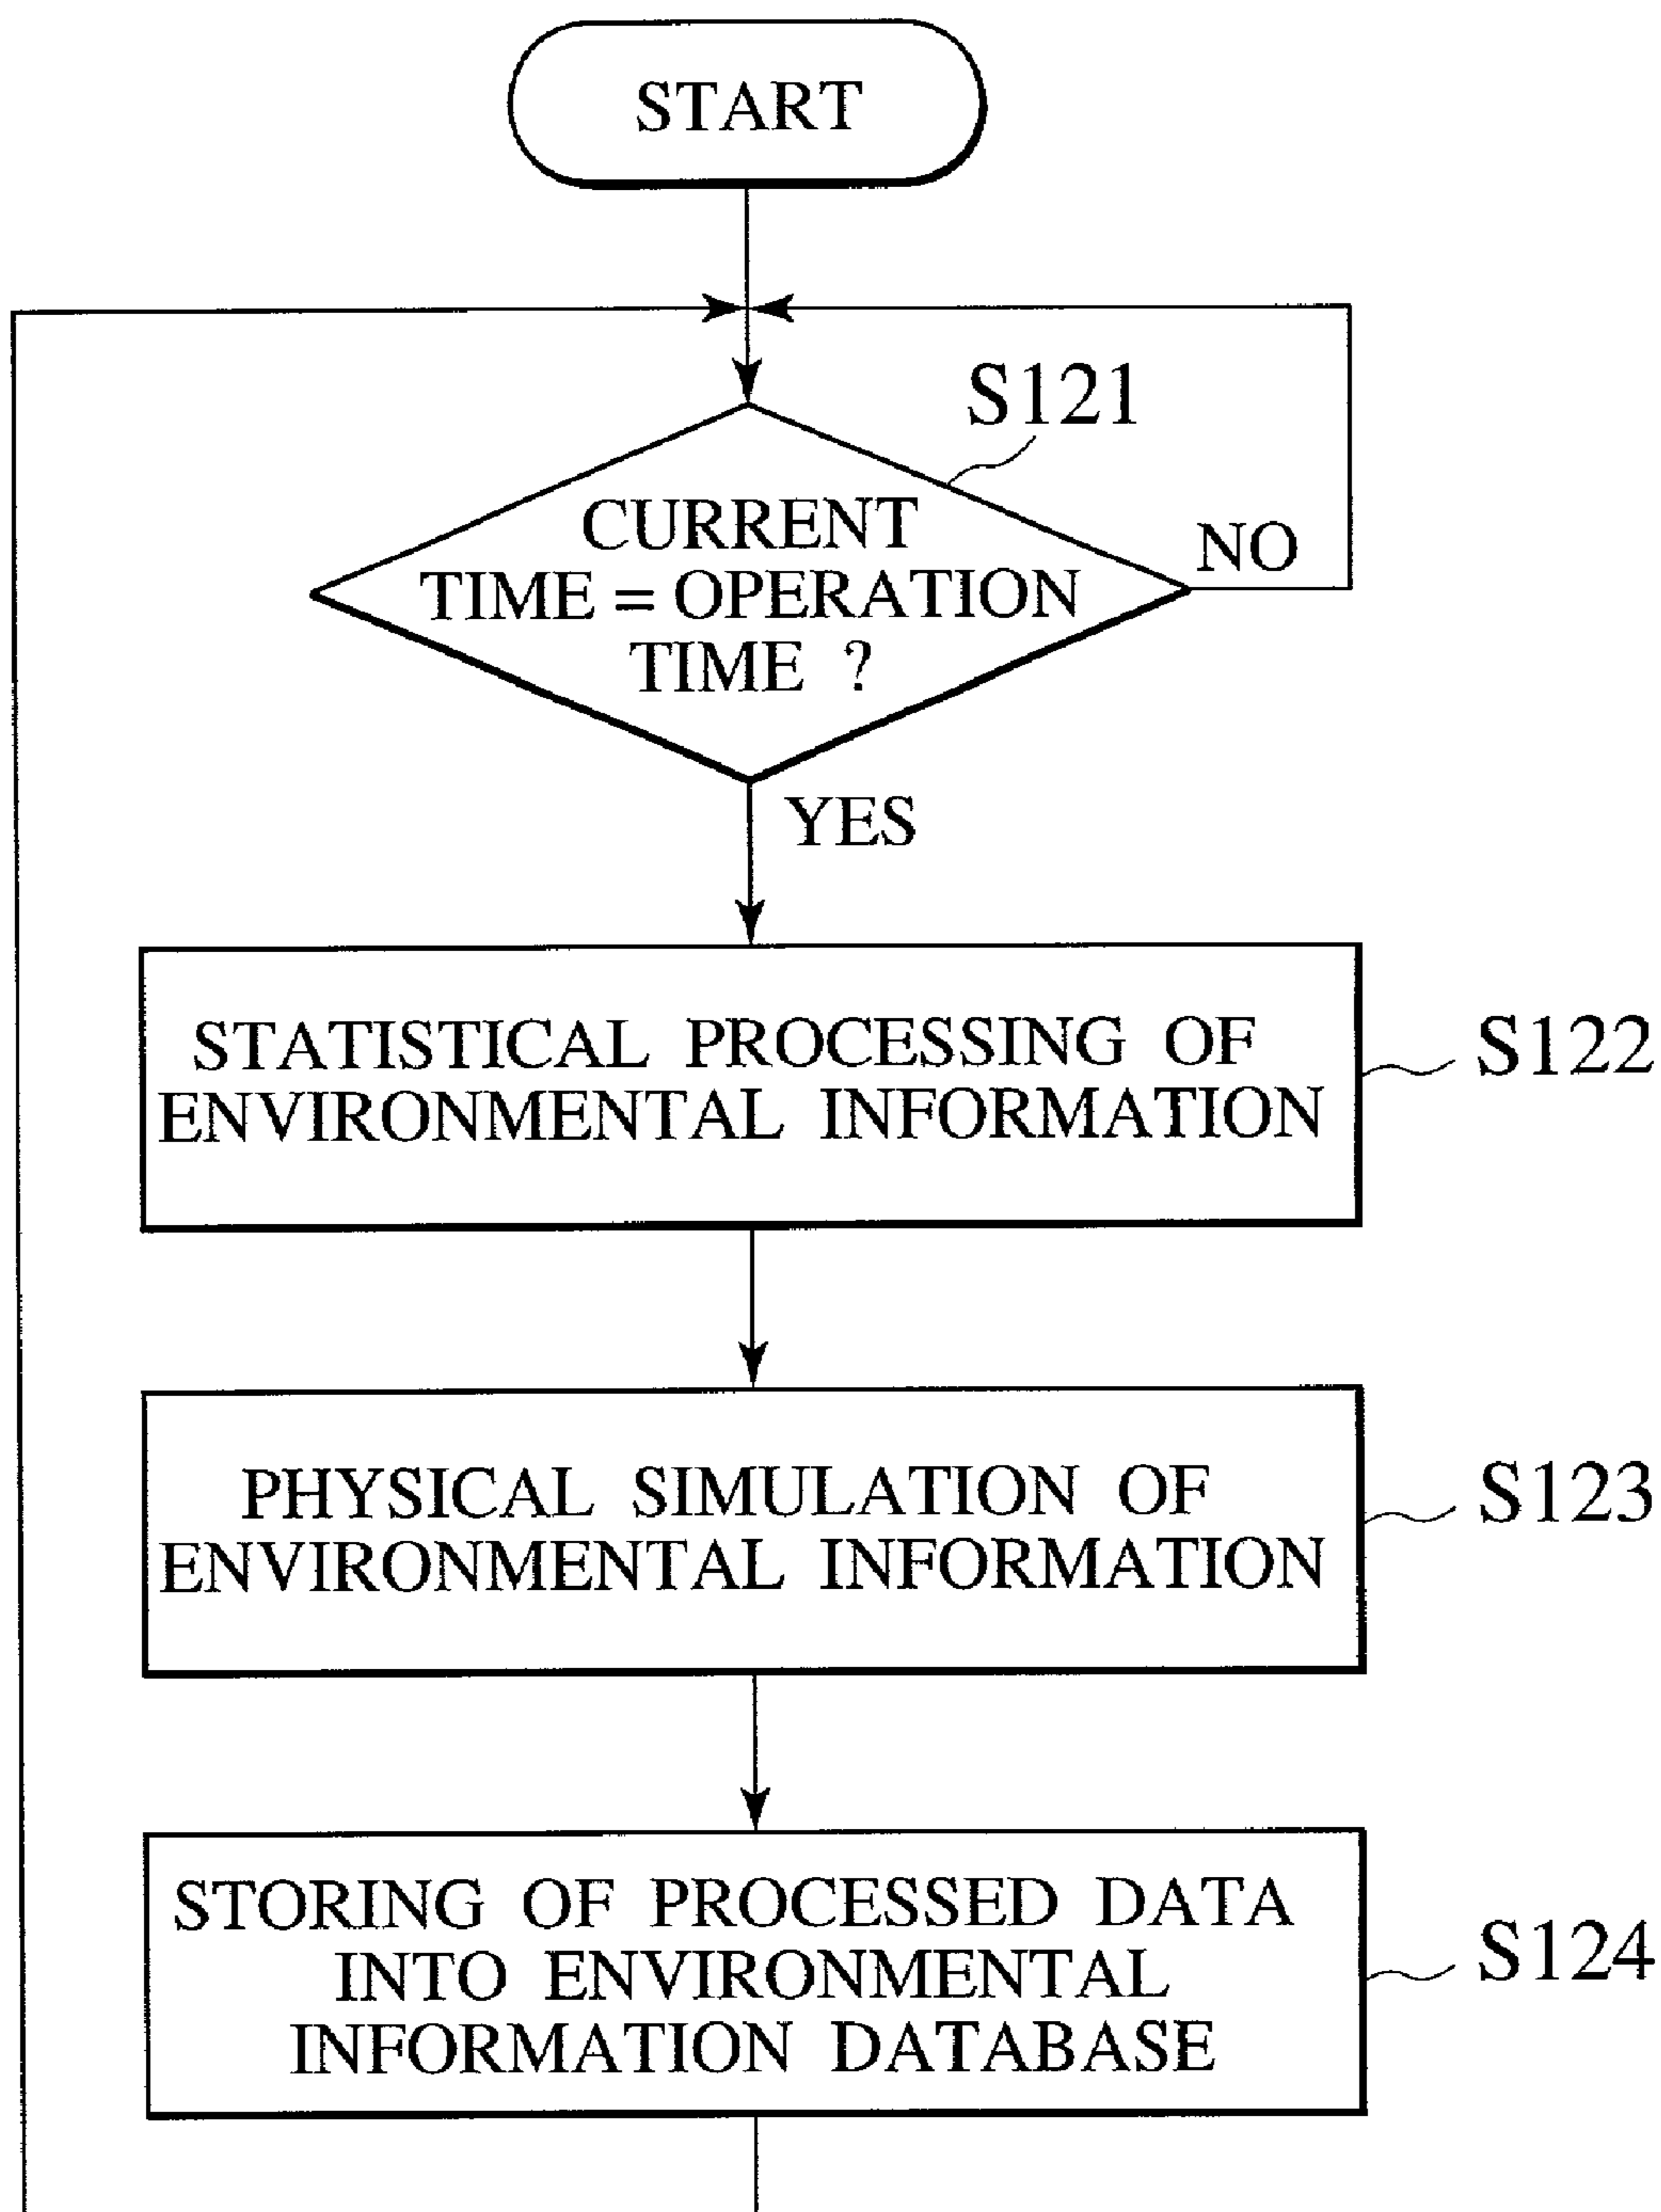 START
S121
CURRENT
TIME = OPERATION
TIME ?
NO
YES
STATISTICAL PROCESSING OF
ENVIRONMENTAL INFORMATION
S122
PHYSICAL SIMULATION OF
ENVIRONMENTAL INFORMATION
S123
STORING OF PROCESSED DATA
INTO ENVIRONMENTAL
INFORMATION DATABASE
S124